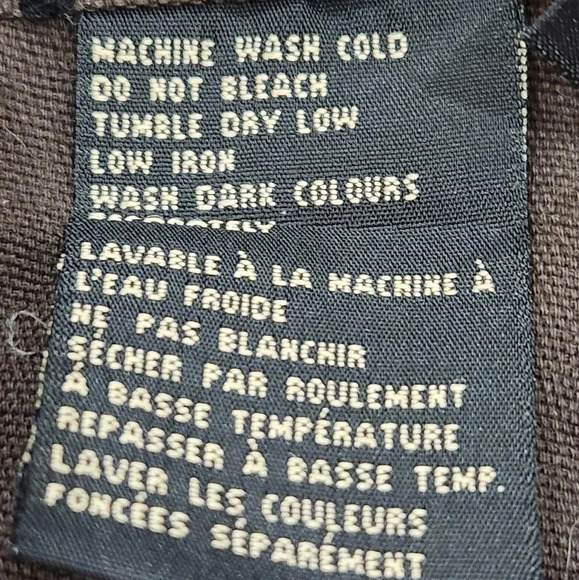 MACHINE WASH COLD
DO NOT BLEACH
TUMBLE DRY LOW
LOW IRON
WASH DARK COLOURS
SEPARATELY
LAVABLE À LA MACHINE À
L'EAU FROIDE
NE PAS BLANCHIR
SÉCHER PAR ROULEMENT
À BASSE TEMPÉRATURE
REPASSER À BASSE TEMP.
LAVER LES COULEURS
FONCÉES SÉPARÉMENT